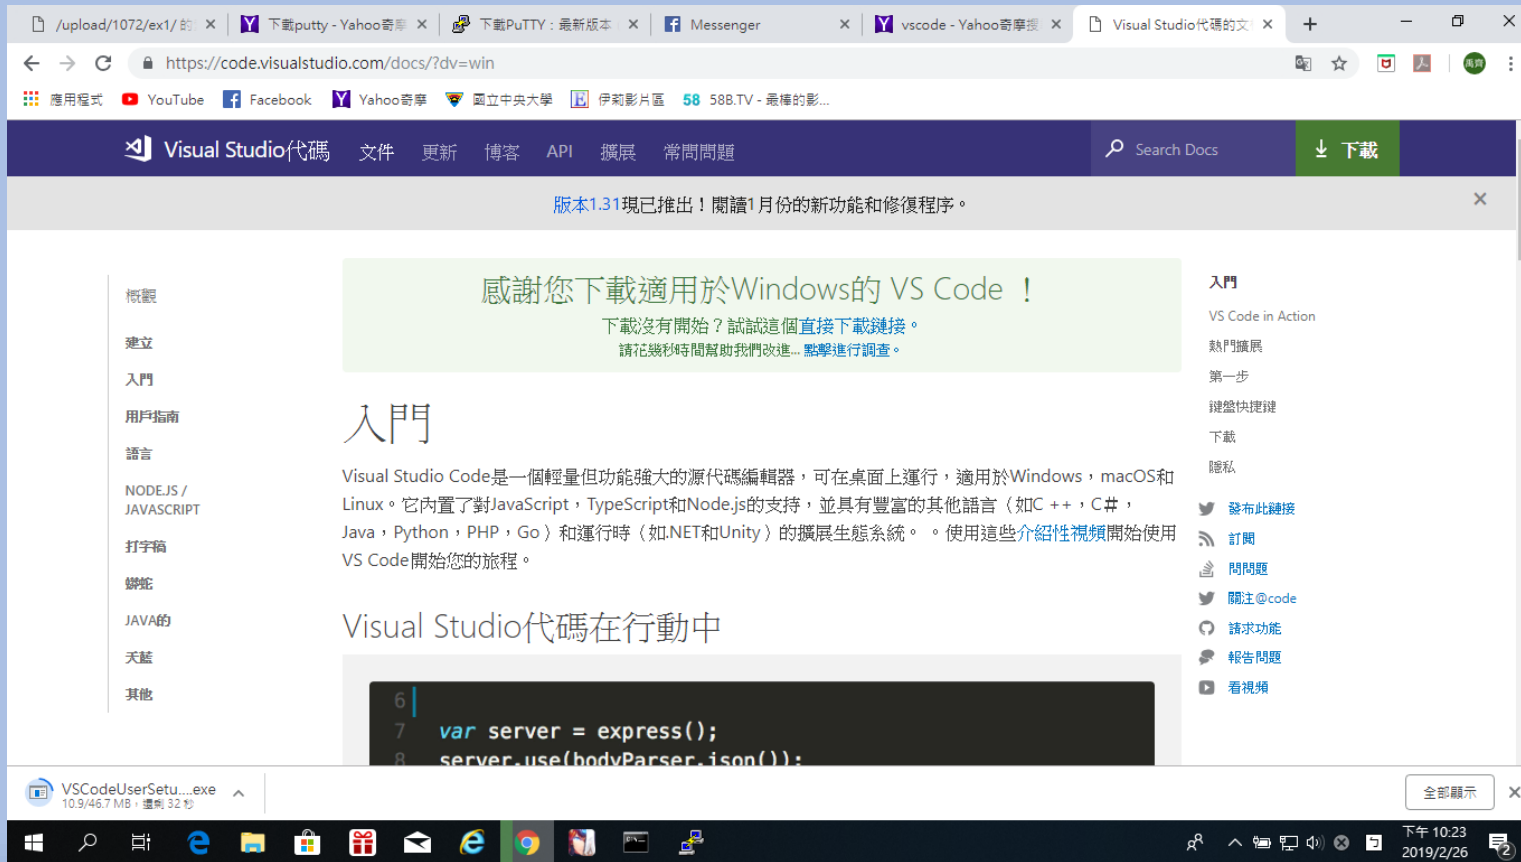 /upload/1072/ex1/ 的
下載putty - Yahoo奇摩
下載PuTTY：最新版本
Messenger
vscode - Yahoo奇摩搜
Visual Studio代碼的文
https://code.visualstudio.com/docs/?dv=win
禹齊
應用程式
YouTube
Facebook
Yahoo奇摩
國立中央大學
伊莉影片區
58 58B.TV - 最棒的影...
Visual Studio代碼
文件
更新
博客
API
擴展
常問問題
Search Docs
下載
版本1.31現已推出！閱讀1月份的新功能和修復程序。
概觀
建立
入門
用戶指南
語言
NODE.JS /
JAVASCRIPT
打字稿
蟒蛇
JAVA的
天藍
其他
感謝您下載適用於Windows的 VS Code ！
下載沒有開始？試試這個直接下載鏈接。
請花幾秒時間幫助我們改進... 點擊進行調查。
入門
Visual Studio Code是一個輕量但功能強大的源代碼編輯器，可在桌面上運行，適用於Windows，macOS和
Linux。它內置了對JavaScript，TypeScript和Node.js的支持，並具有豐富的其他語言（如C ++，C＃，
Java，Python，PHP，Go）和運行時（如.NET和Unity）的擴展生態系統。 。使用這些介紹性視頻開始使用
VS Code開始您的旅程。
Visual Studio代碼在行動中
6
7 var server = express();
8 server.use(bodyParser.json());
入門
VS Code in Action
熱門擴展
第一步
鍵盤快捷鍵
下載
隱私
發布此鏈接
訂閱
問問題
關注@code
請求功能
報告問題
看視頻
VSCodeUserSetu....exe
10.9/46.7 MB，還剩 32 秒
全部顯示
下午 10:23
2019/2/26
2